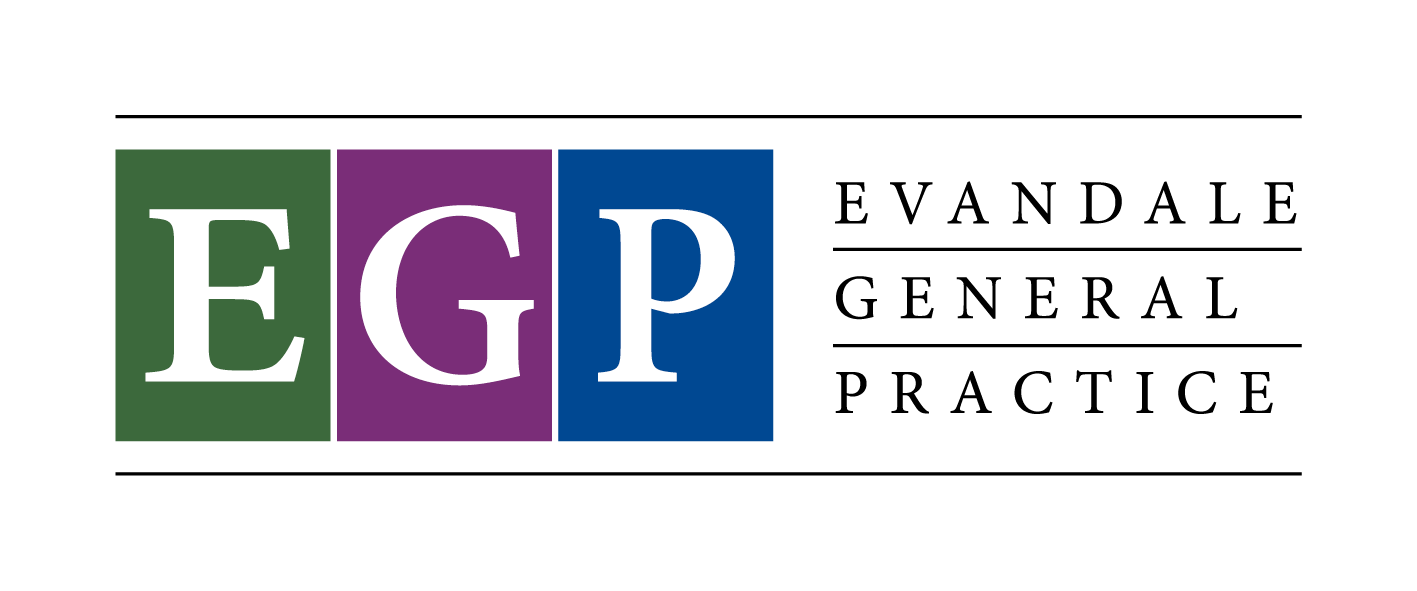 EGP
EVANDALE
GENERAL
PRACTICE